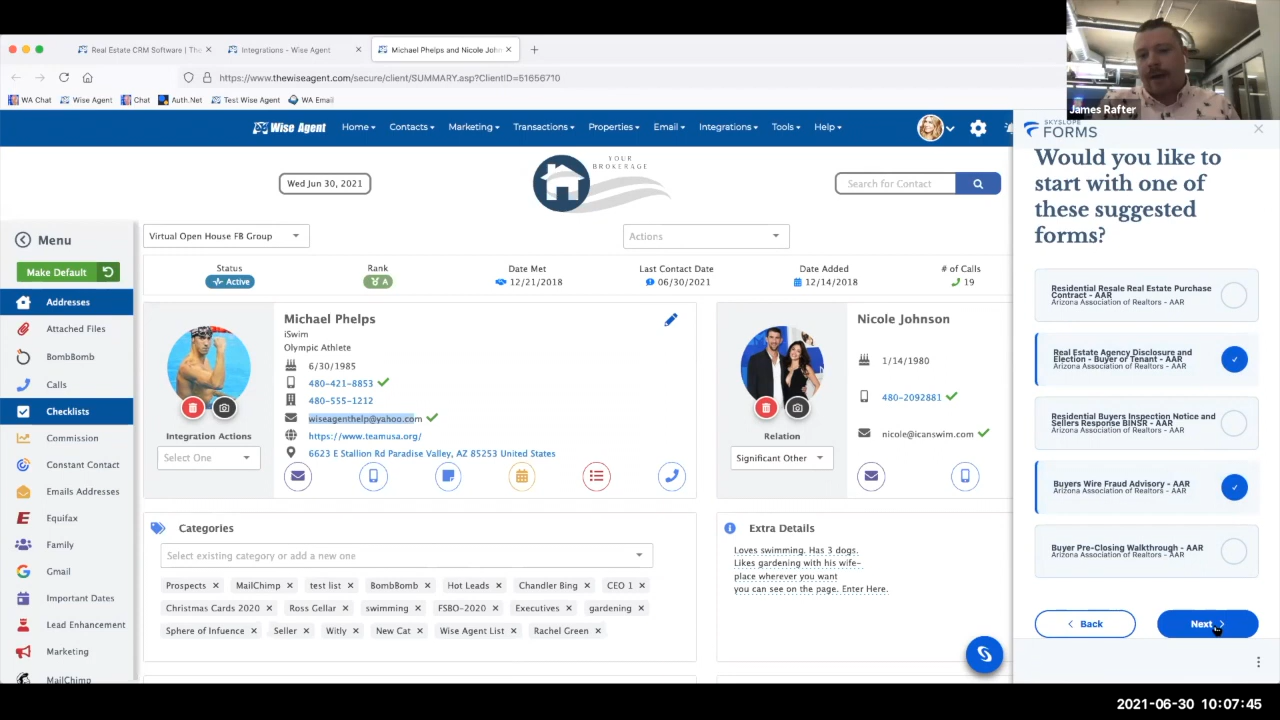 Real Estate CRM Software | The
Integrations - Wise Agent
Michael Phelps and Nicole John
https://www.thewiseagent.com/secure/client/SUMMARY.asp?ClientID=51656710
WA Chat
Wise Agent
Chat
Auth.Net
Test Wise Agent
WA Email
James Rafter
Wise Agent
Home
Contacts
Marketing
Transactions
Properties
Email
Integrations
Tools
Help
Wed Jun 30, 2021
YOUR
BROKERAGE
Search for Contact
Menu
Make Default
Addresses
Attached Files
BombBomb
Calls
Checklists
Commission
Constant Contact
Emails Addresses
Equifax
Family
Gmail
Important Dates
Lead Enhancement
Marketing
MailChimp
Virtual Open House FB Group
Actions
Status
Active
Rank
A
Date Met
12/21/2018
Last Contact Date
06/30/2021
Date Added
12/14/2018
# of Calls
19
Michael Phelps
iSwim
Olympic Athlete
6/30/1985
480-421-8853
480-555-1212
wiseagenthelp@yahoo.com
https://www.teamusa.org/
6623 E Stallion Rd Paradise Valley, AZ 85253 United States
Integration Actions
Select One
Nicole Johnson
1/14/1980
480-2092881
nicole@icanswim.com
Relation
Significant Other
Categories
Select existing category or add a new one
Prospects
MailChimp
test list
BombBomb
Hot Leads
Chandler Bing
CEO 1
Christmas Cards 2020
Ross Gellar
swimming
FSBO-2020
Executives
gardening
Sphere of Infuence
Seller
Witly
New Cat
Wise Agent List
Rachel Green
Extra Details
Loves swimming. Has 3 dogs.
Likes gardening with his wife-
place wherever you want
you can see on the page. Enter Here.
SKYSLOPE
FORMS
Would you like to
start with one of
these suggested
forms?
Residential Resale Real Estate Purchase
Contract - AAR
Arizona Association of Realtors - AAR
Real Estate Agency Disclosure and
Election - Buyer or Tenant - AAR
Arizona Association of Realtors - AAR
Residential Buyers Inspection Notice and
Sellers Response BINSR - AAR
Arizona Association of Realtors - AAR
Buyers Wire Fraud Advisory - AAR
Arizona Association of Realtors - AAR
Buyer Pre-Closing Walkthrough - AAR
Arizona Association of Realtors - AAR
Back
Next
2021-06-30 10:07:45